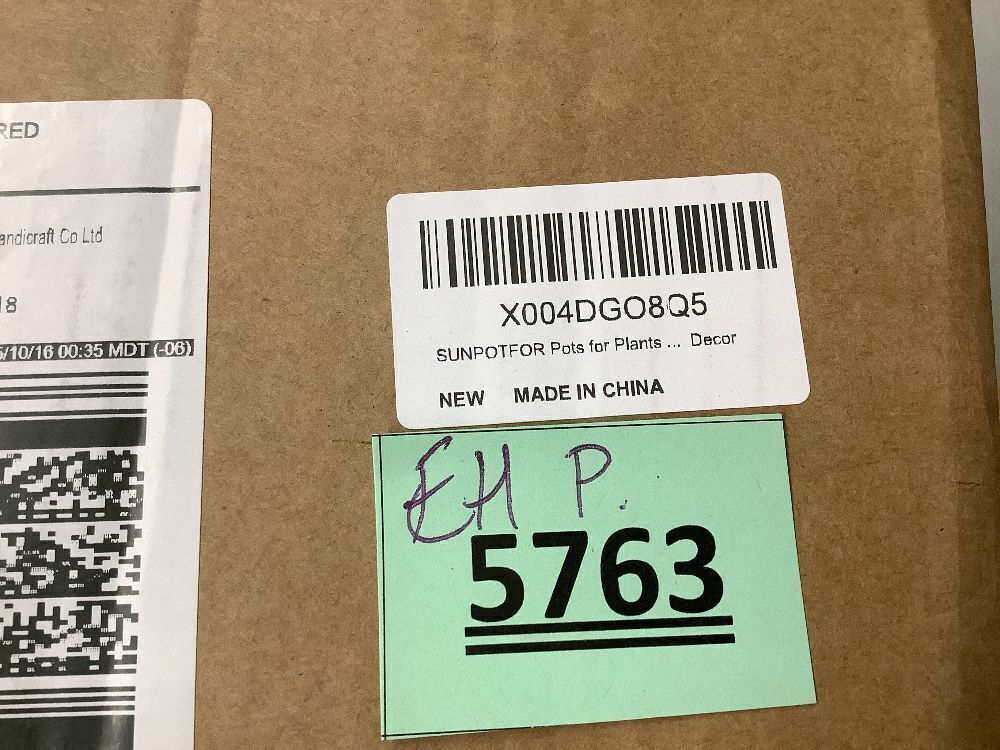 RED
andicraft Co Ltd
18
5/10/16 00:35 MDT (-06)
X004DGO8Q5
SUNPOTFOR Pots for Plants ... Decor
NEW MADE IN CHINA
EH P.
5763